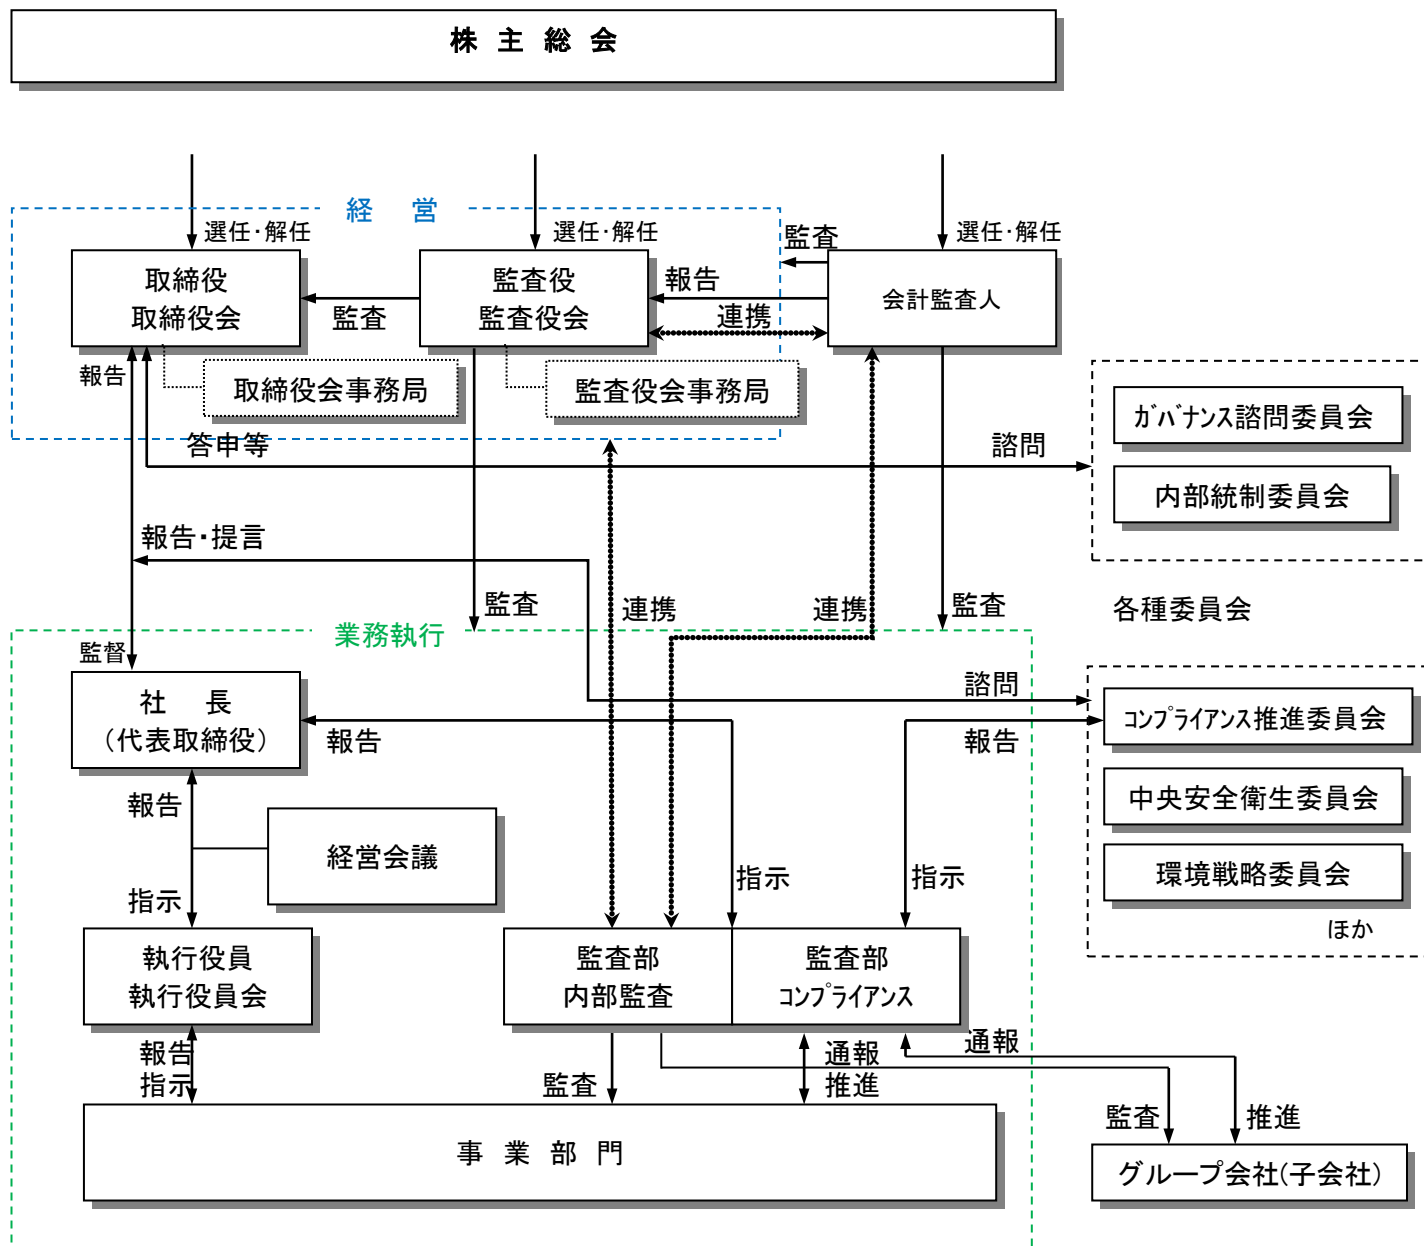 株 主 総 会
経 営
選任・解任
選任・解任
選任・解任
監査
取締役
取締役会
監査役
監査役会
会計監査人
報告
監査
連携
報告
取締役会事務局
監査役会事務局
ガバナンス諮問委員会
答申等
諮問
内部統制委員会
報告・提言
監査
連携
連携
監査
各種委員会
業務執行
監督
社 長
(代表取締役)
諮問
報告
報告
コンプライアンス推進委員会
報告
中央安全衛生委員会
経営会議
指示
指示
環境戦略委員会
指示
ほか
執行役員
執行役員会
監査部
内部監査
監査部
コンプライアンス
報告
指示
監査
通報
推進
通報
監査
推進
事 業 部 門
グループ会社(子会社)